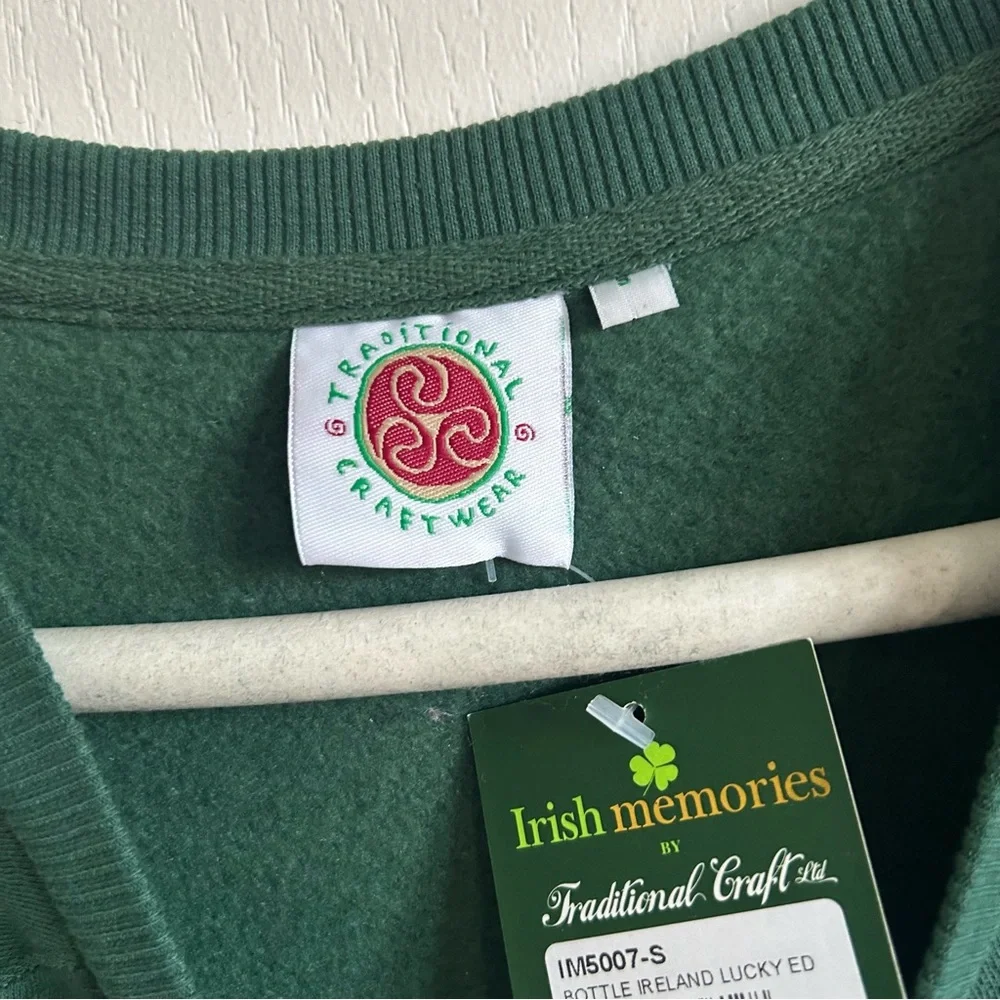 TRADITIONAL
CRAFTWEAR
Irish memories
BY
Traditional Craft Ltd
IM5007-S
BOTTLE IRELAND LUCKY ED